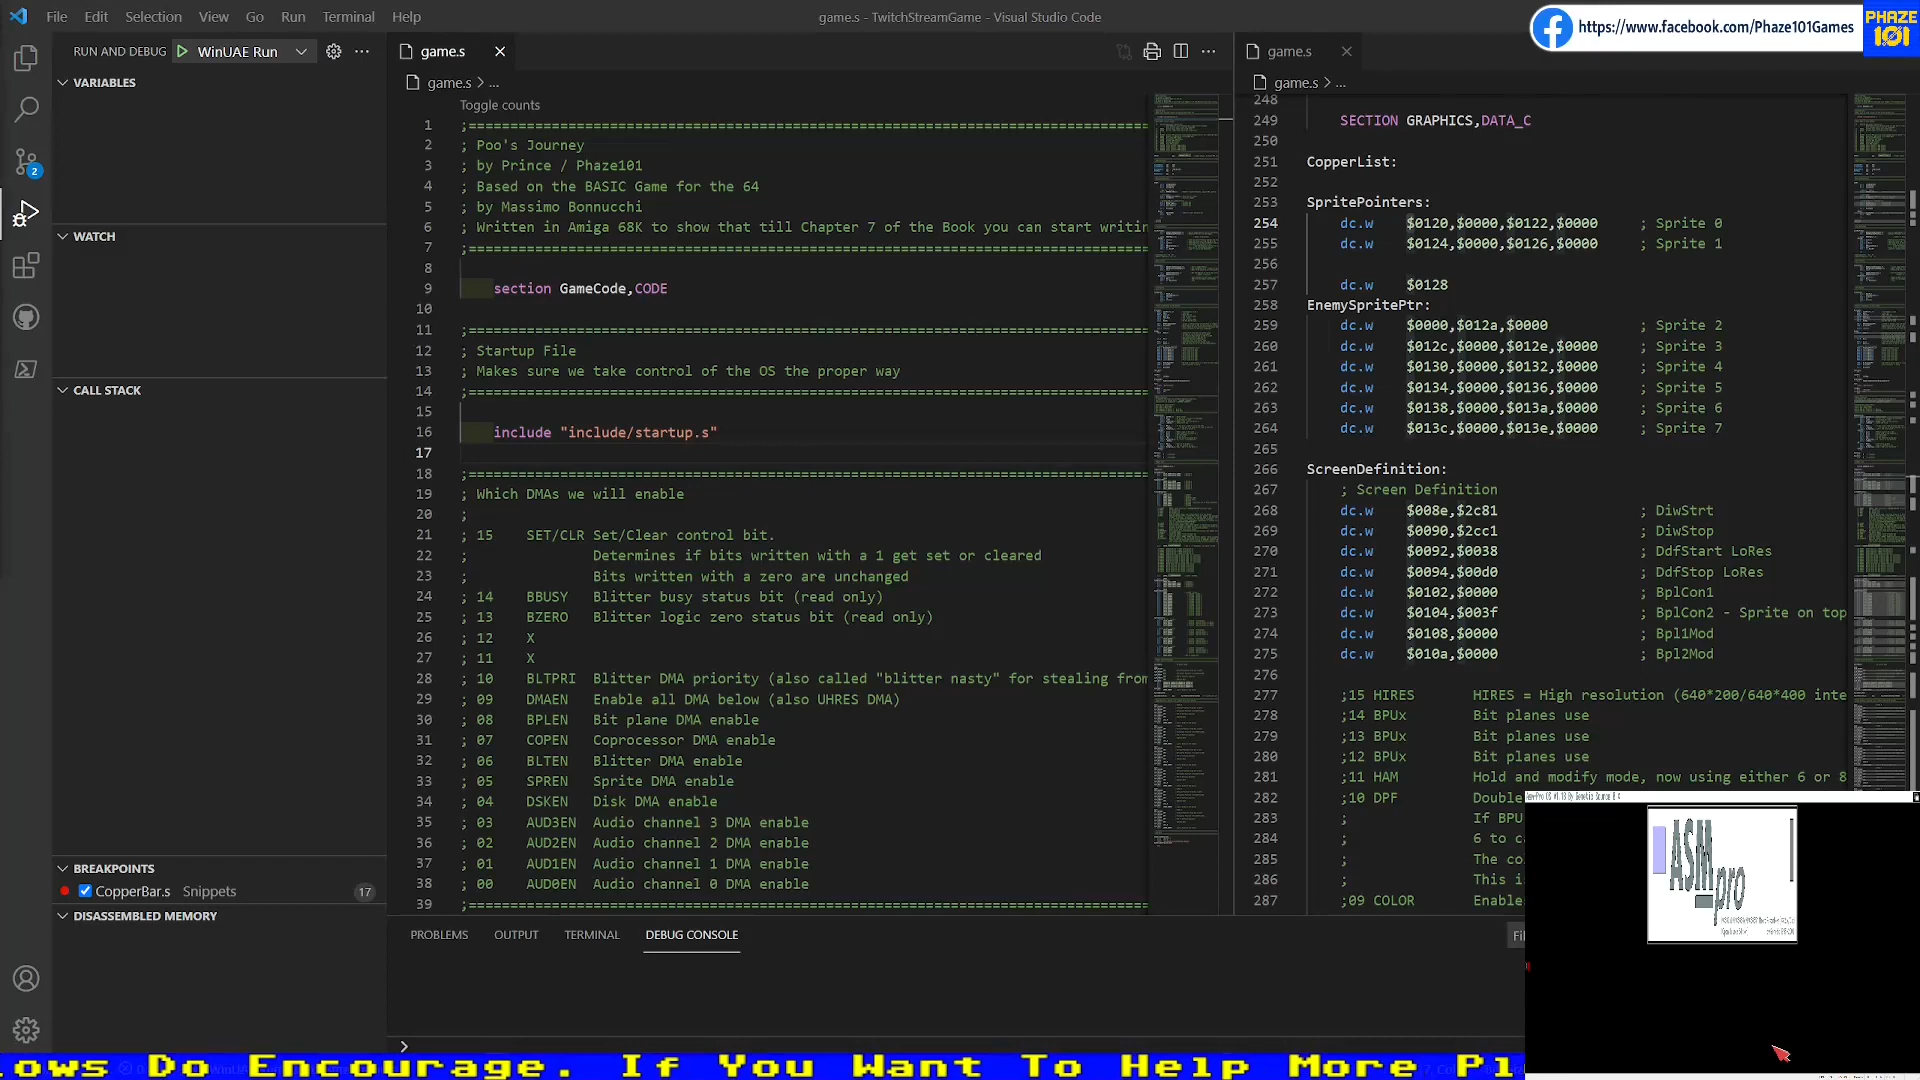 File Edit Selection View Go Run Terminal Help
game.s - TwitchStreamGame - Visual Studio Code
https://www.facebook.com/Phaze101Games
PHAZE
101
RUN AND DEBUG
WinUAE Run
VARIABLES
WATCH
CALL STACK
BREAKPOINTS
CopperBar.s Snippets 17
DISASSEMBLED MEMORY
2
game.s
game.s > ...
Toggle counts
1 ;==================================================================================
2 ; Poo's Journey
3 ; by Prince / Phaze101
4 ; Based on the BASIC Game for the 64
5 ; by Massimo Bonnucchi
6 ; Written in Amiga 68K to show that till Chapter 7 of the Book you can start writin
7 ;==================================================================================
8
9 section GameCode,CODE
10
11 ;==================================================================================
12 ; Startup File
13 ; Makes sure we take control of the OS the proper way
14 ;==================================================================================
15
16 include "include/startup.s"
17
18 ;==================================================================================
19 ; Which DMAs we will enable
20 ;
21 ; 15 SET/CLR Set/Clear control bit.
22 ; Determines if bits written with a 1 get set or cleared
23 ; Bits written with a zero are unchanged
24 ; 14 BBUSY Blitter busy status bit (read only)
25 ; 13 BZERO Blitter logic zero status bit (read only)
26 ; 12 X
27 ; 11 X
28 ; 10 BLTPRI Blitter DMA priority (also called "blitter nasty" for stealing from
29 ; 09 DMAEN Enable all DMA below (also UHRES DMA)
30 ; 08 BPLEN Bit plane DMA enable
31 ; 07 COPEN Coprocessor DMA enable
32 ; 06 BLTEN Blitter DMA enable
33 ; 05 SPREN Sprite DMA enable
34 ; 04 DSKEN Disk DMA enable
35 ; 03 AUD3EN Audio channel 3 DMA enable
36 ; 02 AUD2EN Audio channel 2 DMA enable
37 ; 01 AUD1EN Audio channel 1 DMA enable
38 ; 00 AUD0EN Audio channel 0 DMA enable
39 ;==================================================================================
game.s
game.s > ...
248
249 SECTION GRAPHICS,DATA_C
250
251 CopperList:
252
253 SpritePointers:
254 dc.w $0120,$0000,$0122,$0000 ; Sprite 0
255 dc.w $0124,$0000,$0126,$0000 ; Sprite 1
256
257 dc.w $0128
258 EnemySpritePtr:
259 dc.w $0000,$012a,$0000 ; Sprite 2
260 dc.w $012c,$0000,$012e,$0000 ; Sprite 3
261 dc.w $0130,$0000,$0132,$0000 ; Sprite 4
262 dc.w $0134,$0000,$0136,$0000 ; Sprite 5
263 dc.w $0138,$0000,$013a,$0000 ; Sprite 6
264 dc.w $013c,$0000,$013e,$0000 ; Sprite 7
265
266 ScreenDefinition:
267 ; Screen Definition
268 dc.w $008e,$2c81 ; DiwStrt
269 dc.w $0090,$2cc1 ; DiwStop
270 dc.w $0092,$0038 ; DdfStart LoRes
271 dc.w $0094,$00d0 ; DdfStop LoRes
272 dc.w $0102,$0000 ; BplCon1
273 dc.w $0104,$003f ; BplCon2 - Sprite on top
274 dc.w $0108,$0000 ; Bpl1Mod
275 dc.w $010a,$0000 ; Bpl2Mod
276
277 ;15 HIRES HIRES = High resolution (640*200/640*400 inte
278 ;14 BPUx Bit planes use
279 ;13 BPUx Bit planes use
280 ;12 BPUx Bit planes use
281 ;11 HAM Hold and modify mode, now using either 6 or 8
282 ;10 DPF Double
283 ; If BPU
284 ; 6 to ca
285 ; The co
286 ; This i
287 ;09 COLOR Enable
PROBLEMS OUTPUT TERMINAL DEBUG CONSOLE
Fil
ASM
pro
ows Do Encourage. If You Want To Help More Pl